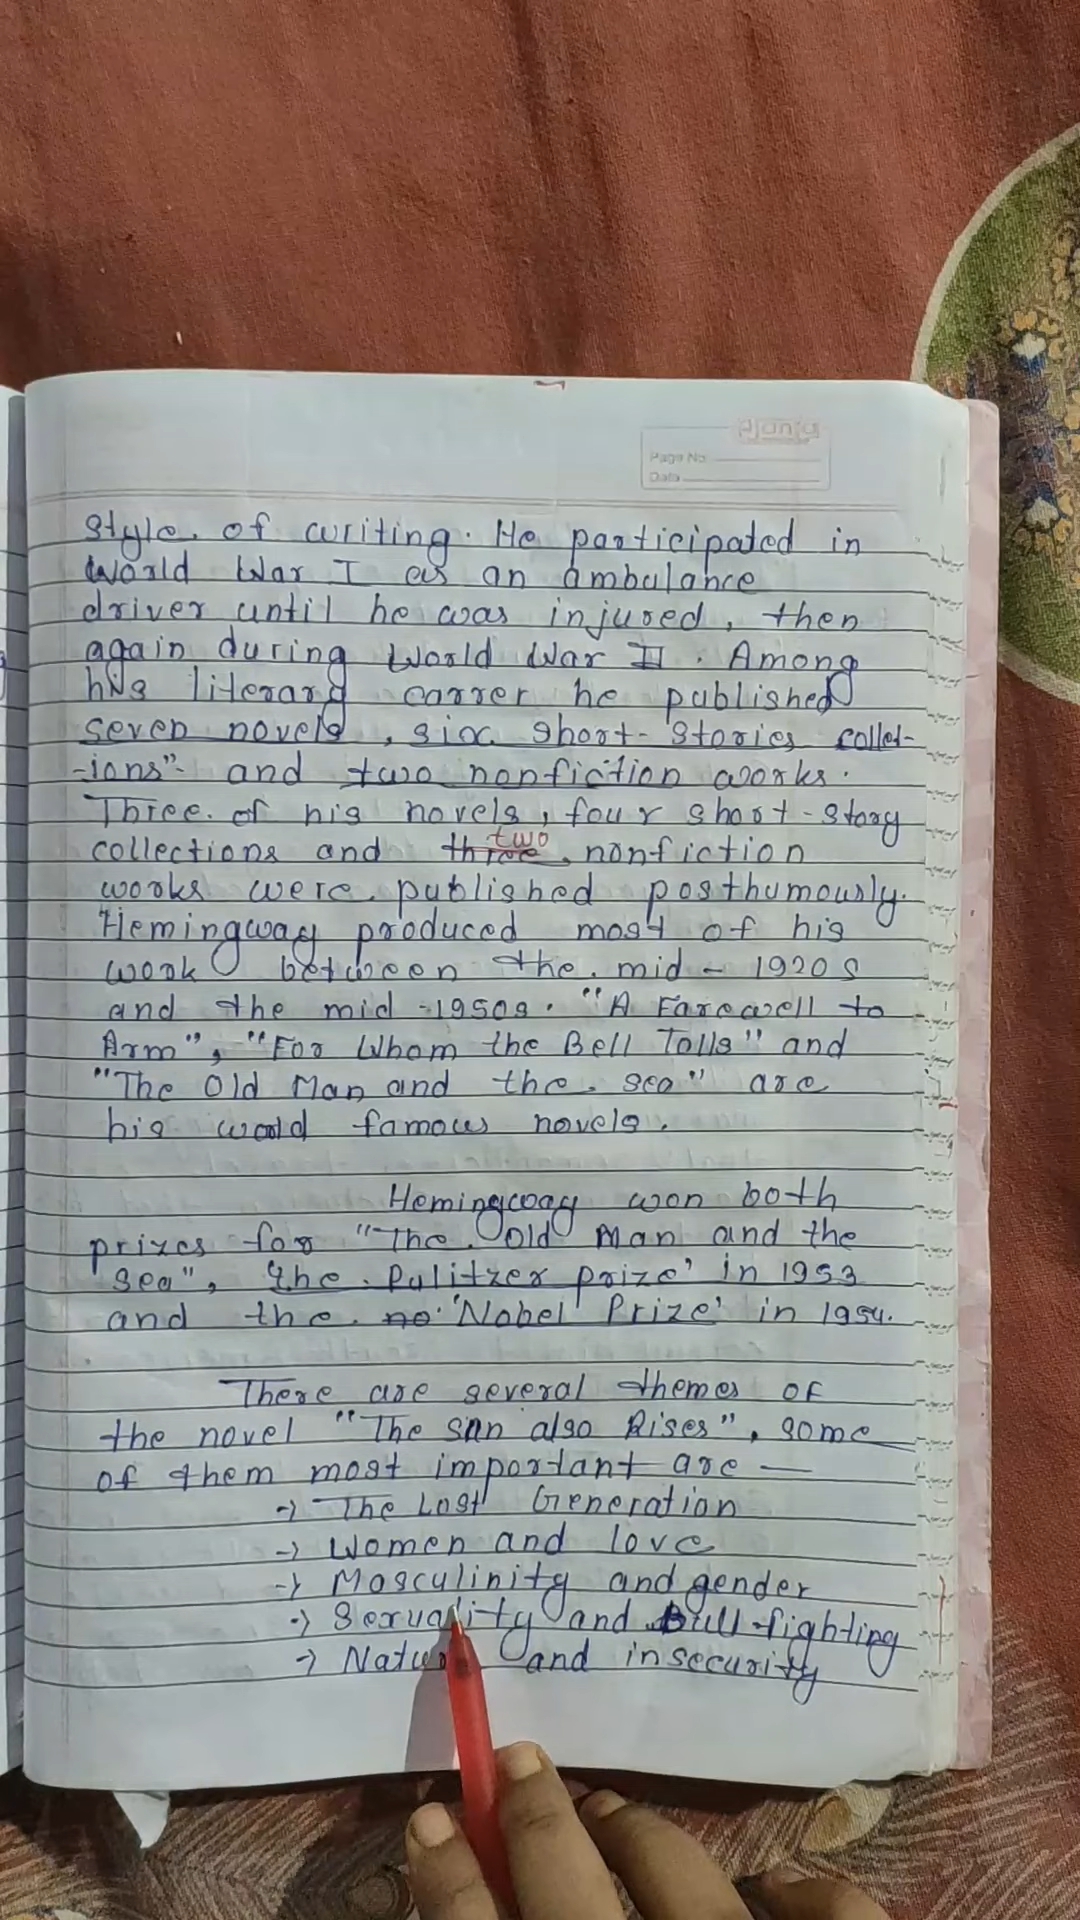 Ajanta
Page No.
Date
style of writing. He participated in
World War I as an ambulance
driver until he was injured, then
again during World War II. Among
his literary carrer he published
seven novels, six short-stories collect-
-ions" and two nonfiction works.
Three of his novels, four short-story
two
collections and three nonfiction
works were published posthumously.
Hemingway produced most of his
work between the mid - 1920s
and the mid -1950s. "A Farewell to
Arm", "For Whom the Bell Tolls" and
"The Old Man and the sea" are
his world famous novels.
Hemingway won both
prizes for "The Old Man and the
Sea", the Pulitzer prize' in 1953
and the no 'Nobel Prize' in 1954.
There are several themes of
the novel "The Sun also Rises", some
of them most important are —
→ The Lost Generation
→ Women and love
→ Masculinity and gender
→ Sexuality and Bull-fighting
→ and insecurity